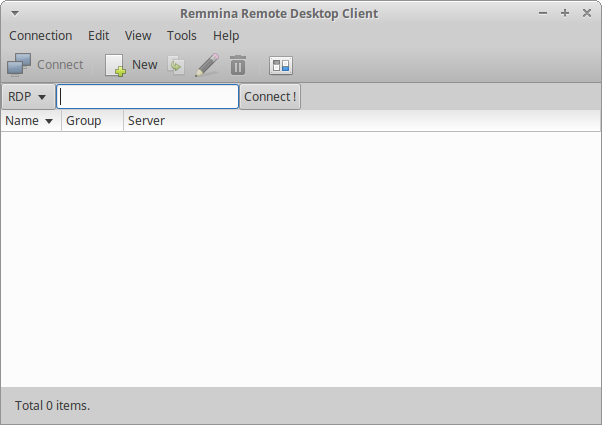 Remmina Remote Desktop Client
Connection Edit View Tools Help
Connect New
RDP Connect !
Name Group Server
Total 0 items.